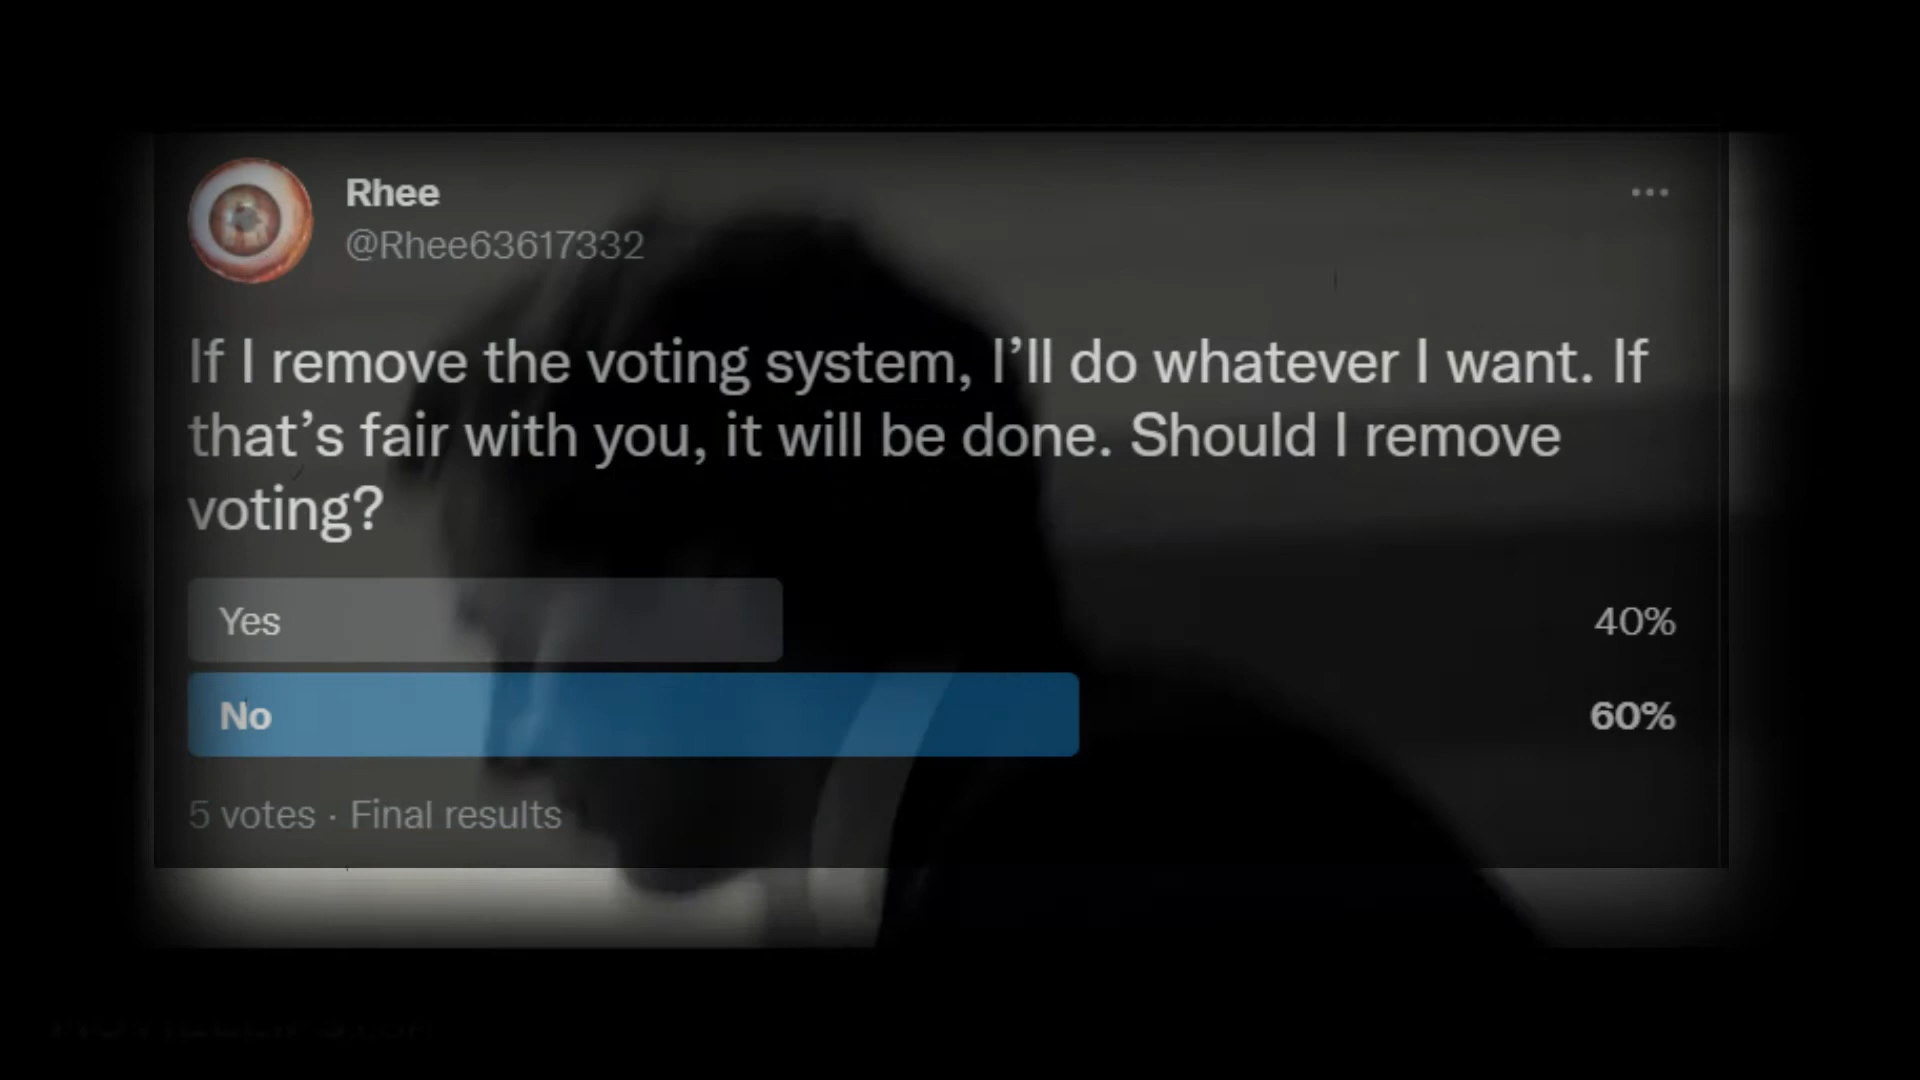 Rhee
@Rhee63617332
If I remove the voting system, I’ll do whatever I want. If
that’s fair with you, it will be done. Should I remove
voting?
Yes 40%
No 60%
5 votes · Final results